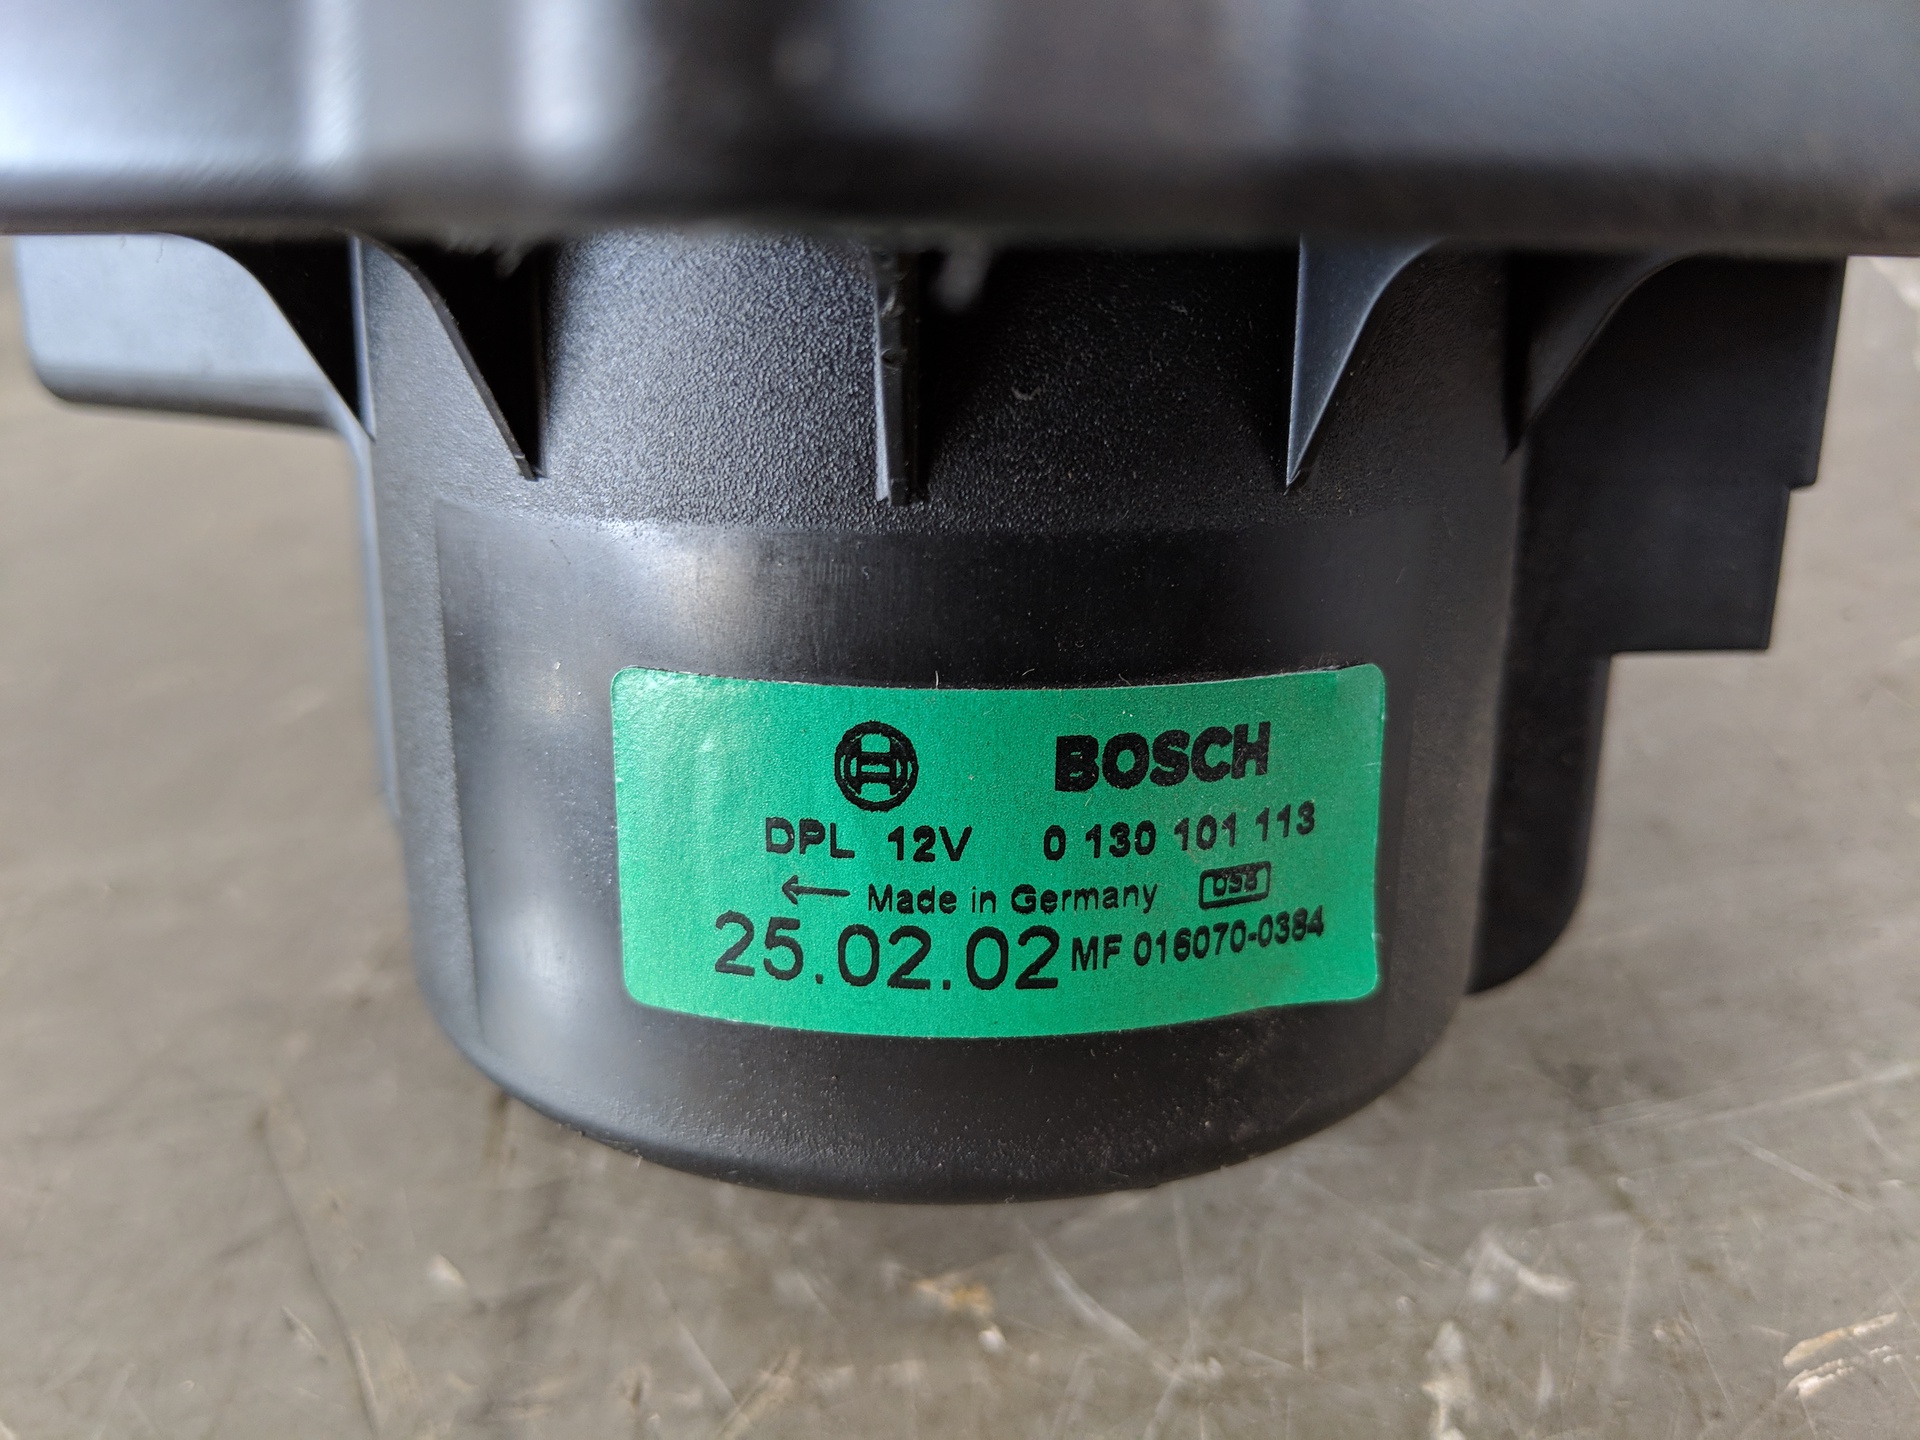 BOSCH
DPL 12V 0 130 101 113
← Made in Germany
25.02.02 MF 016070-0384